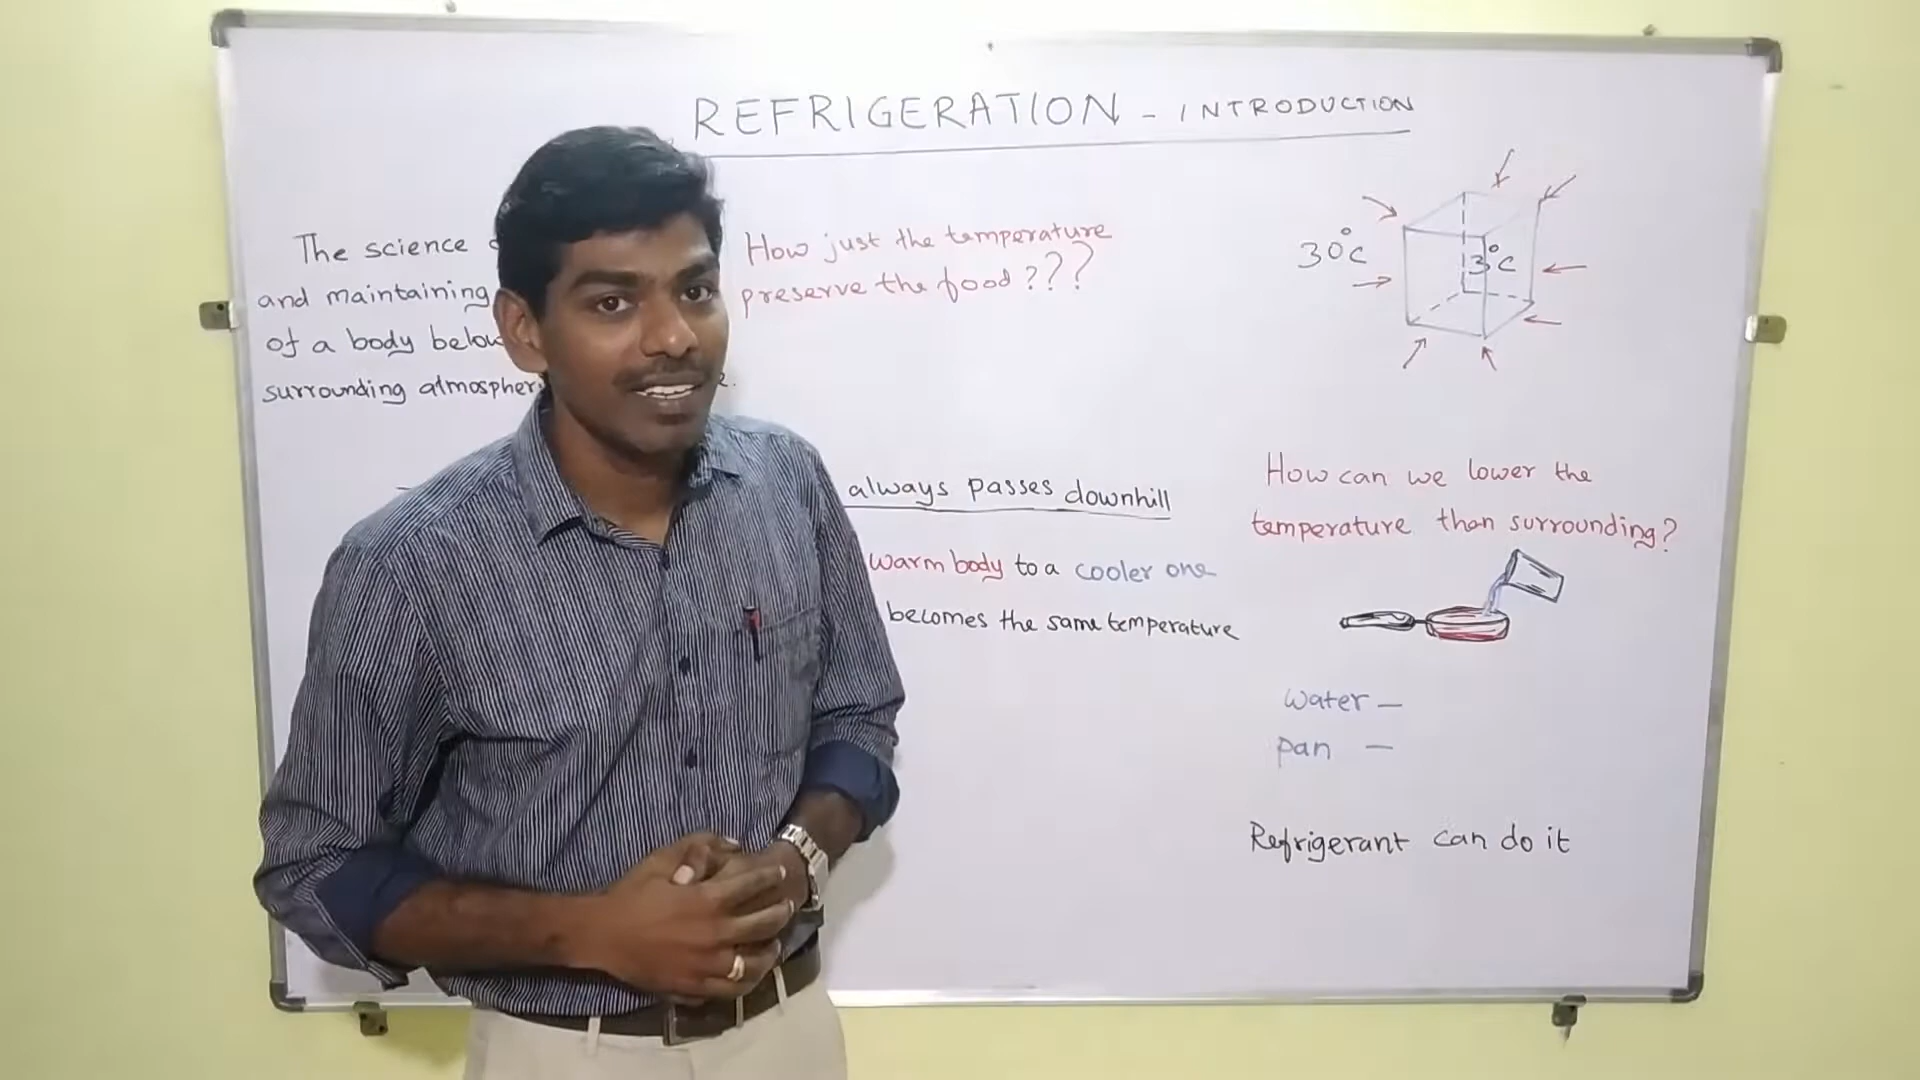 REFRIGERATION - INTRODUCTION
The science
and maintaining
of a body below
surrounding atmospher
How just the temperature
preserve the food ???
30°c
3°c
always passes downhill
warm body to a cooler one
becomes the same temperature
How can we lower the
temperature than surrounding?
water —
pan —
Refrigerant can do it